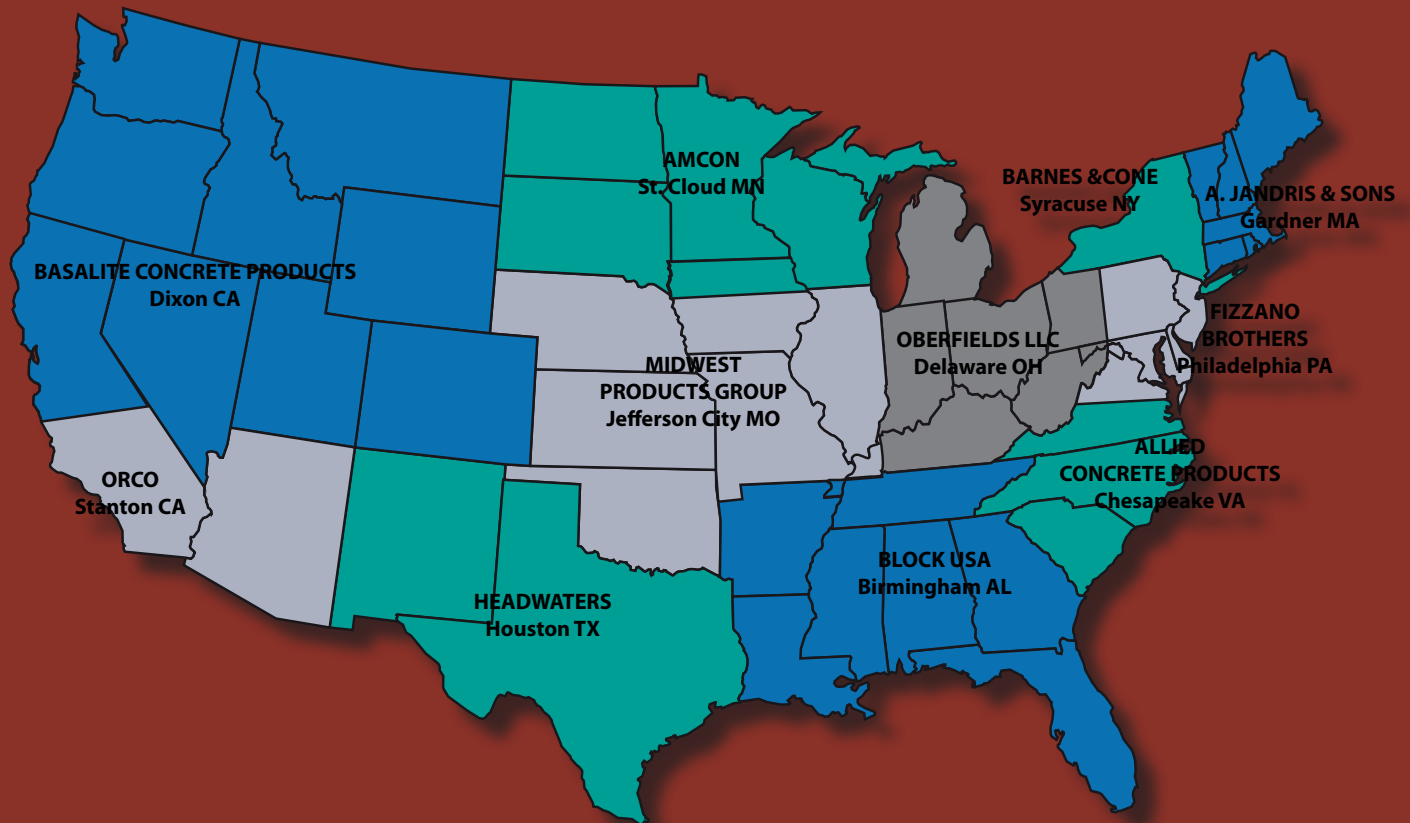 AMCON
St. Cloud MN
BARNES &CONE
Syracuse NY
A. JANDRIS & SONS
Gardner MA
BASALITE CONCRETE PRODUCTS
Dixon CA
FIZZANO
BROTHERS
Philadelphia PA
OBERFIELDS LLC
Delaware OH
MIDWEST
PRODUCTS GROUP
Jefferson City MO
ORCO
Stanton CA
ALLIED
CONCRETE PRODUCTS
Chesapeake VA
BLOCK USA
Birmingham AL
HEADWATERS
Houston TX